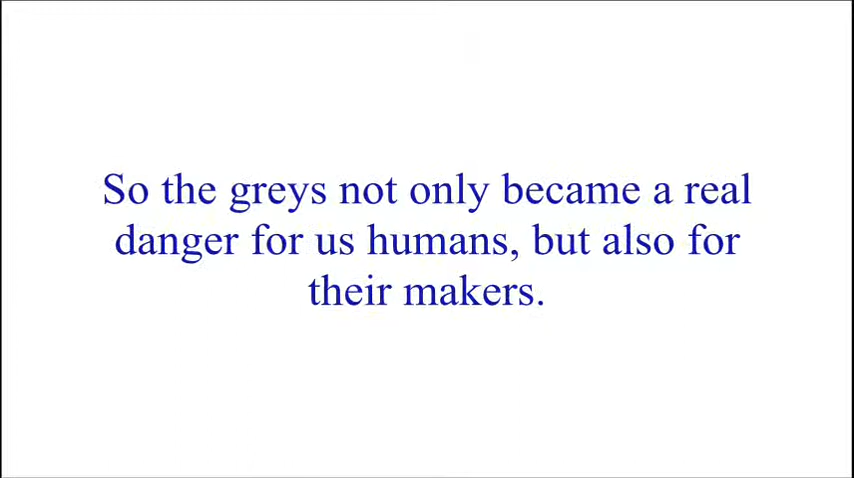 So the greys not only became a real
danger for us humans, but also for
their makers.